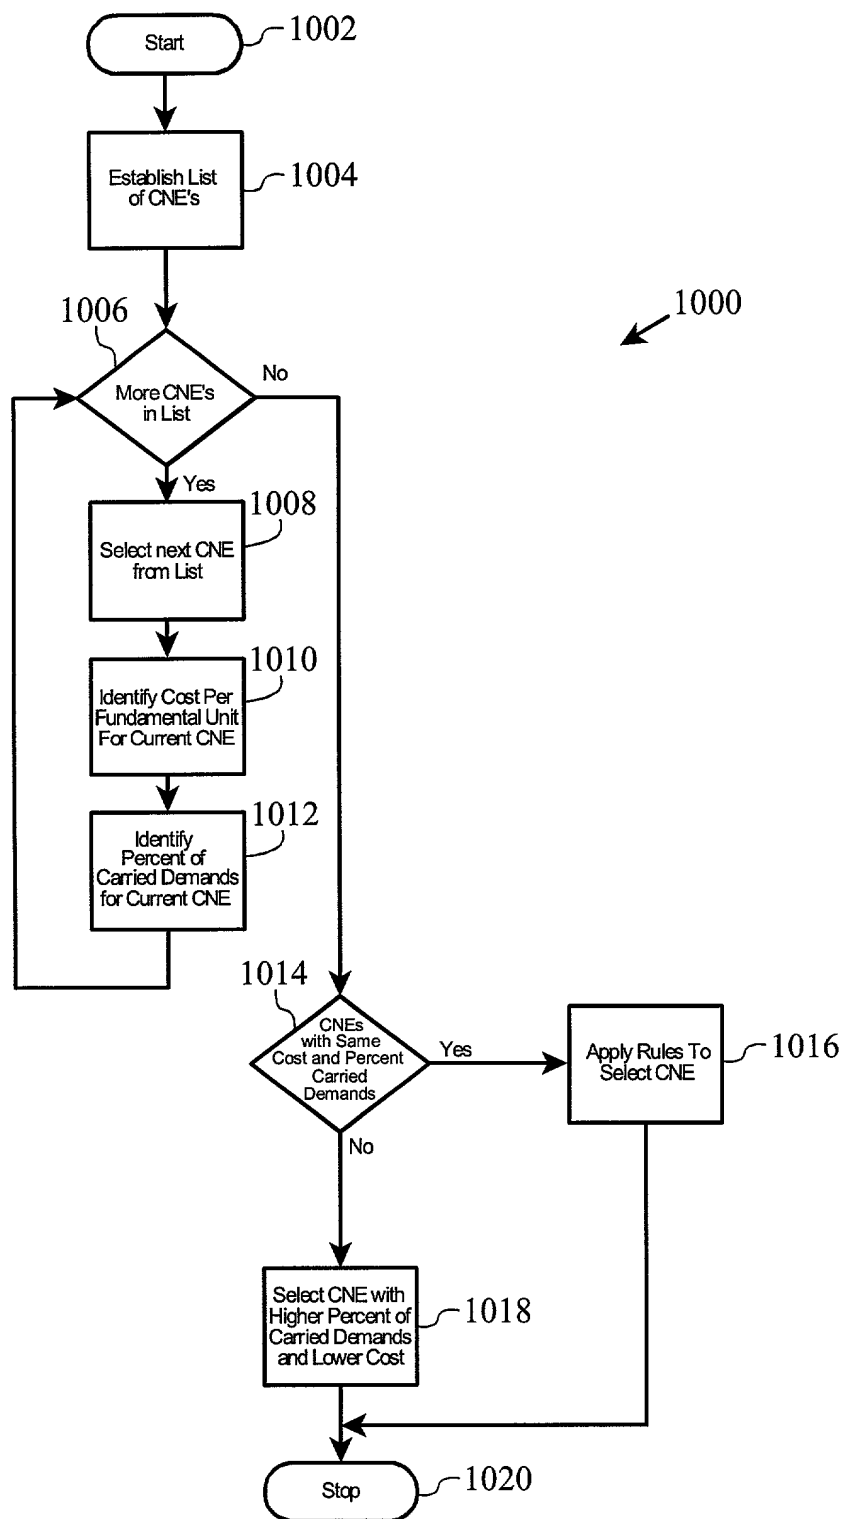 Start
1002
Establish List
of CNE's
1004
1000
1006
More CNE's
in List
No
Yes
1008
Select next CNE
from List
1010
Identify Cost Per
Fundamental Unit
For Current CNE
1012
Identify
Percent of
Carried Demands
for Current CNE
1014
CNEs
with Same
Cost and Percent
Carried
Demands
Yes
Apply Rules To
Select CNE
1016
No
Select CNE with
Higher Percent of
Carried Demands
and Lower Cost
1018
Stop
1020